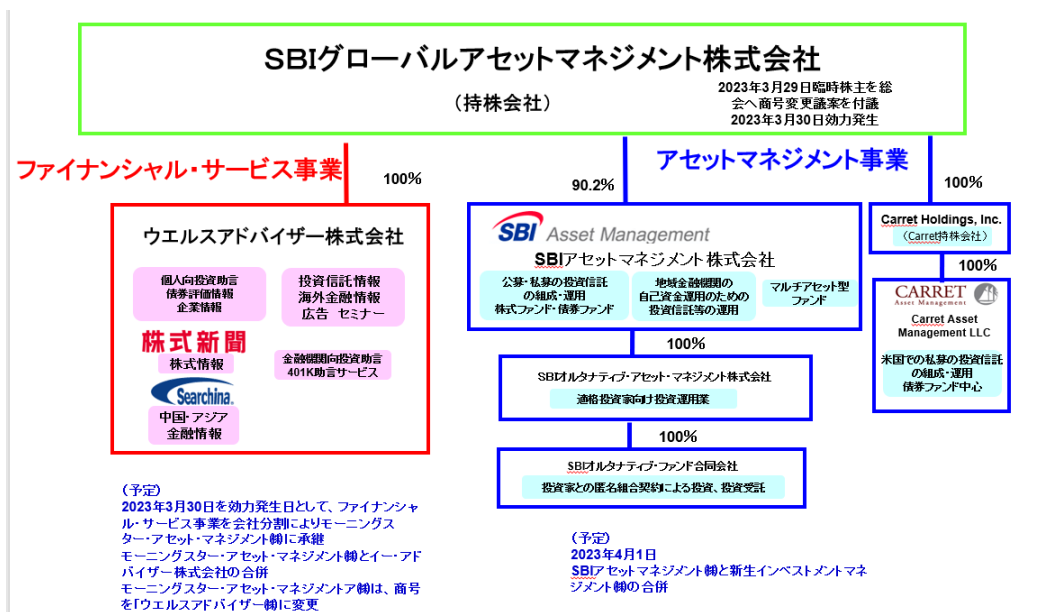 SBIグローバルアセットマネジメント株式会社
（持株会社）
2023年3月29日臨時株主を総
会へ商号変更議案を付議
2023年3月30日効力発生
ファイナンシャル・サービス事業
100%
アセットマネジメント事業
90.2%
100%
ウエルスアドバイザー株式会社
個人向投資助言
債券評価情報
企業情報
投資信託情報
海外金融情報
広告 セミナー
株式新聞
株式情報
金融機関向投資助言
401K助言サービス
Searchina.
中国・アジア
金融情報
SBI Asset Management
SBIアセットマネジメント株式会社
公募・私募の投資信託
の組成・運用
株式ファンド・債券ファンド
地域金融機関の
自己資金運用のための
投資信託等の運用
マルチアセット型
ファンド
100%
SBIオルタナティブ・アセット・マネジメント株式会社
適格投資家向け投資運用業
100%
SBIオルタナティブ・ファンド合同会社
投資家との匿名組合契約による投資、投資受託
Carret Holdings, Inc.
（Carret持株会社）
100%
CARRET
Asset Management
Carret Asset
Management LLC
米国での私募の投資信託
の組成・運用
債券ファンド中心
（予定）
2023年3月30日を効力発生日として、ファイナンシャ
ル・サービス事業を会社分割によりモーニングス
ター・アセット・マネジメント㈱に承継
モーニングスター・アセット・マネジメント㈱とイー・アド
バイザー株式会社の合併
モーニングスター・アセット・マネジメントア㈱は、商号
を「ウエルスアドバイザー㈱に変更
（予定）
2023年4月1日
SBIアセットマネジメント㈱と新生インベストメントマネ
ジメント㈱の合併